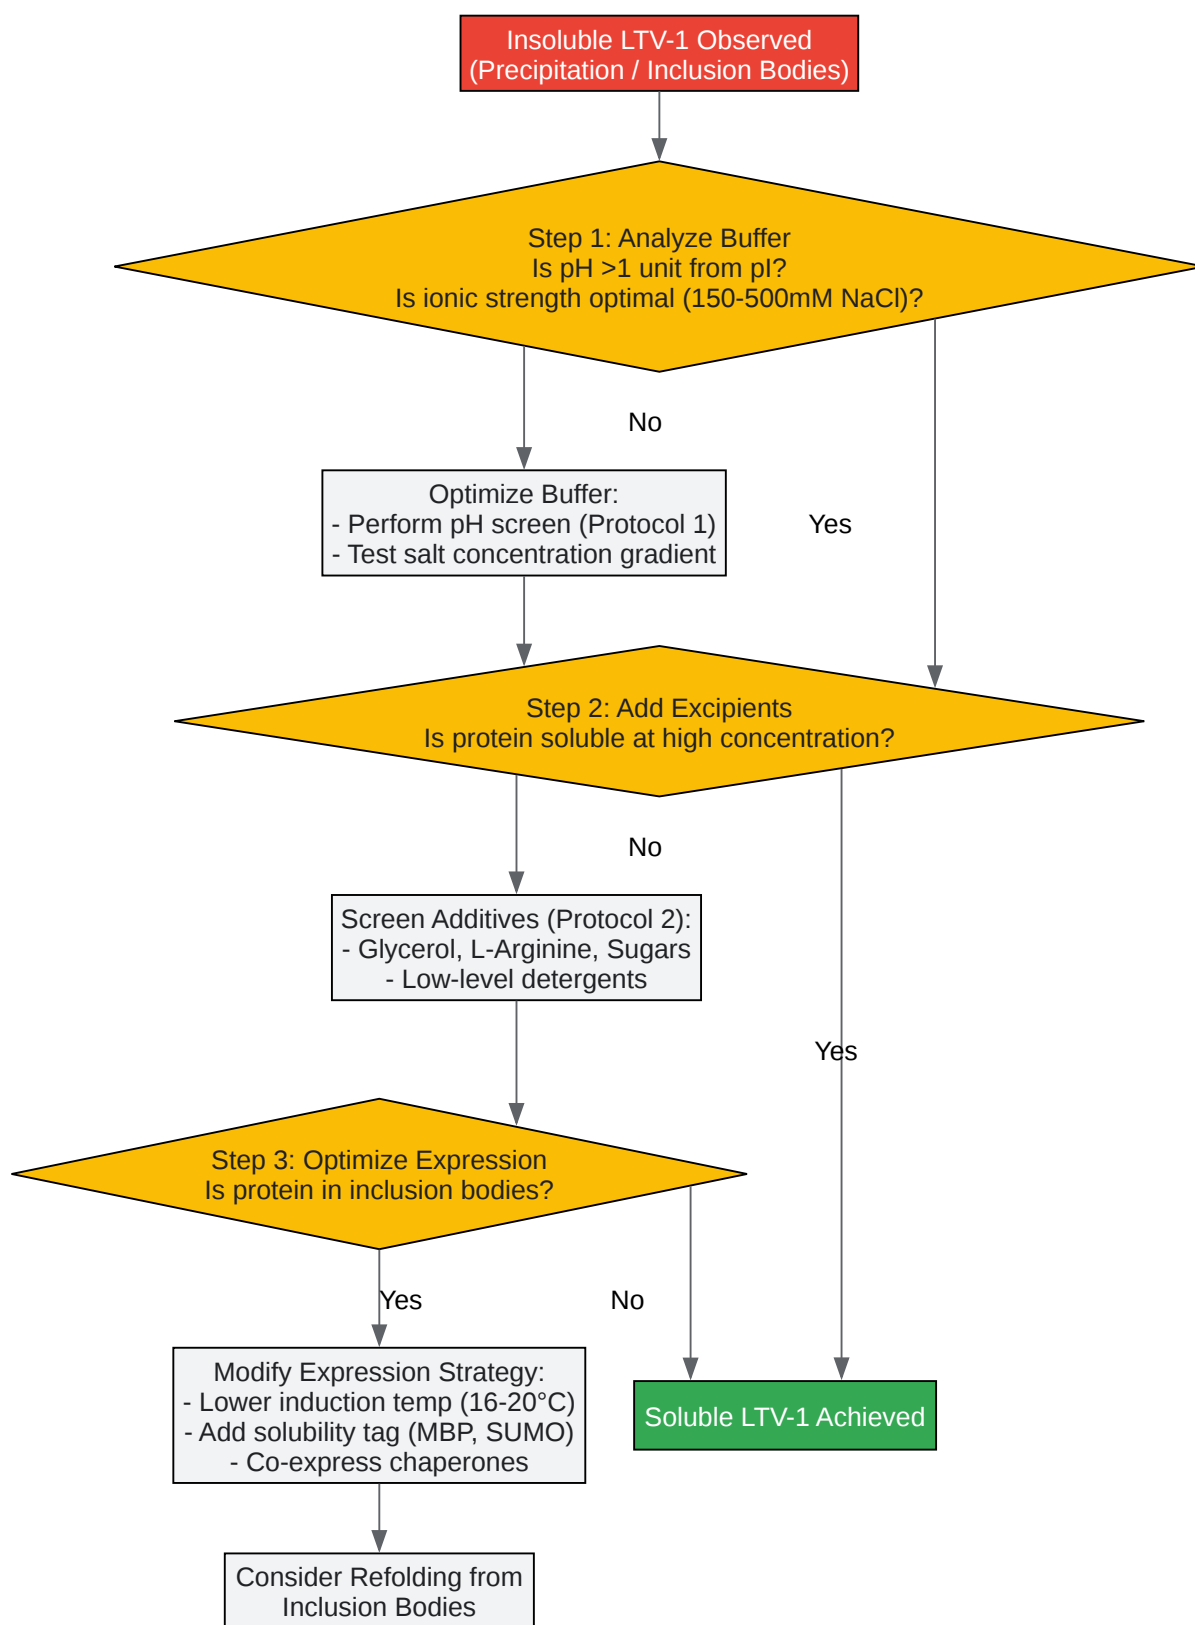 Insoluble LTV-1 Observed
(Precipitation / Inclusion Bodies)
Step 1: Analyze Buffer
Is pH >1 unit from pI?
Is ionic strength optimal (150-500mM NaCl)?
No
Optimize Buffer:
- Perform pH screen (Protocol 1)
- Test salt concentration gradient
Yes
Step 2: Add Excipients
Is protein soluble at high concentration?
No
Screen Additives (Protocol 2):
- Glycerol, L-Arginine, Sugars
- Low-level detergents
Yes
Step 3: Optimize Expression
Is protein in inclusion bodies?
Yes
No
Modify Expression Strategy:
- Lower induction temp (16-20°C)
- Add solubility tag (MBP, SUMO)
- Co-express chaperones
Soluble LTV-1 Achieved
Consider Refolding from
Inclusion Bodies